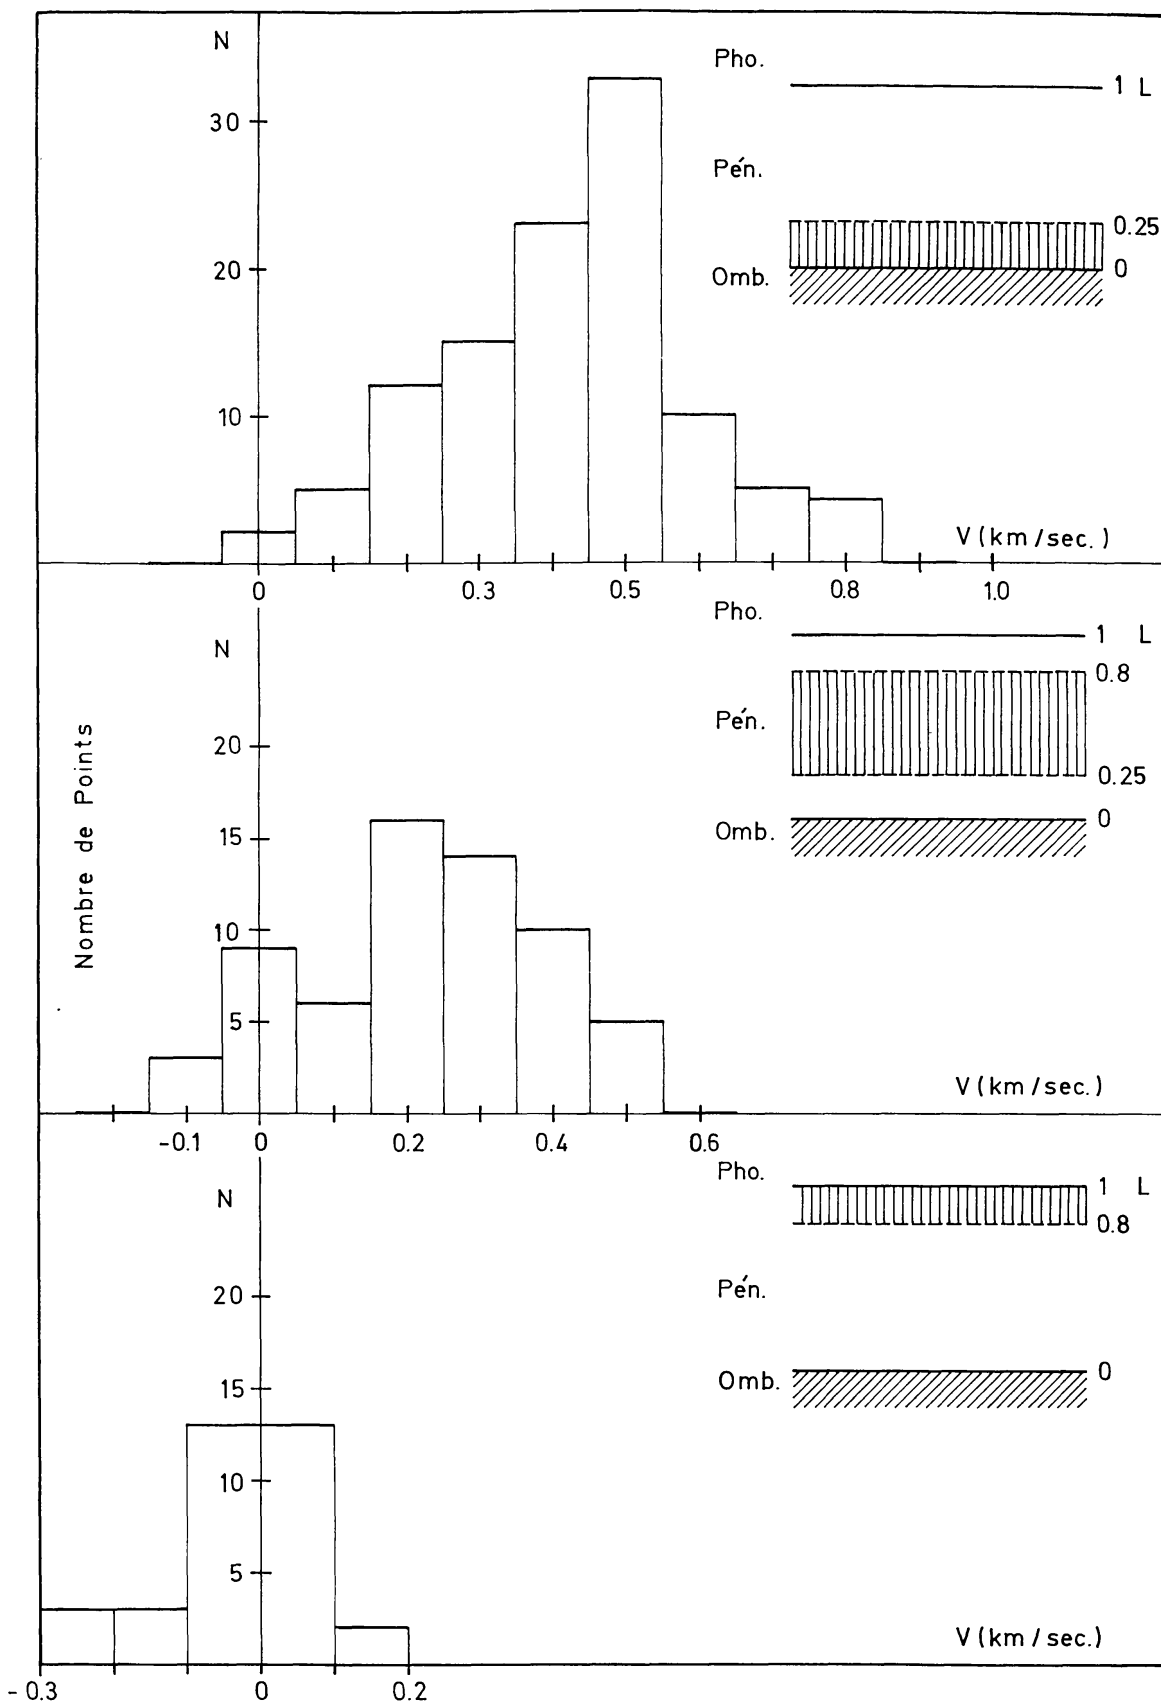 N
Pho.
1 L
30
Pén.
0.25
20
Omb.
0
10
V (km/sec.)
0 0.3 0.5 0.8 1.0
Pho.
1 L
N
0.8
Nombre de Points
20
Pén.
0.25
15
Omb.
0
10
5
V (km/sec.)
-0.1 0 0.2 0.4 0.6
Pho.
1 L
N
0.8
20
Pén.
15
Omb.
0
10
5
V (km/sec.)
-0.3 0 0.2